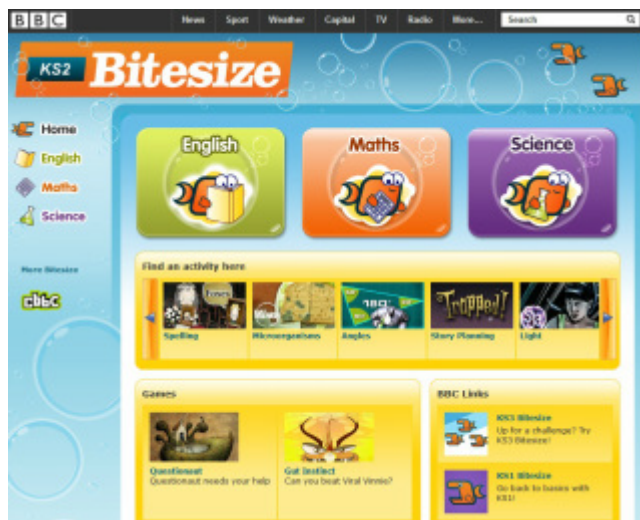 BBC
News Sport Weather Capital TV Radio More... Search
KS2 Bitesize
Home
English
Maths
Science
More Bitesize
cbbc
English Maths Science
Find an activity here
Spelling Microorganisms Angles Story Planning Light
Trapped!
Games
Questionaut
Questionaut needs your help
Gut Instinct
Can you beat Viral Vinnie?
BBC Links
KS3 Bitesize
Up for a challenge? Try
KS3 Bitesize!
KS1 Bitesize
Go back to basics with
KS1!